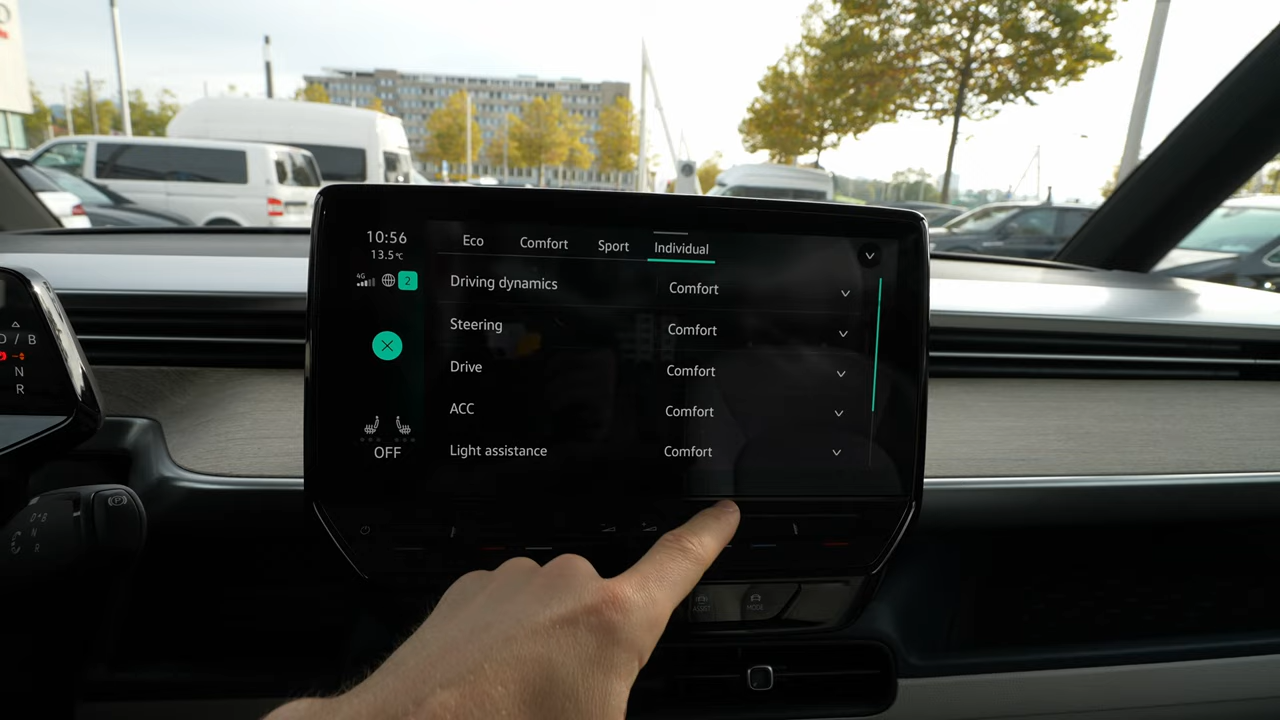 10:56
13.5°C
4G
2
Eco Comfort Sport Individual
Driving dynamics Comfort
Steering Comfort
Drive Comfort
ACC Comfort
Light assistance Comfort
OFF
D / B
N
R
D/B
N
R
(P)
MODE